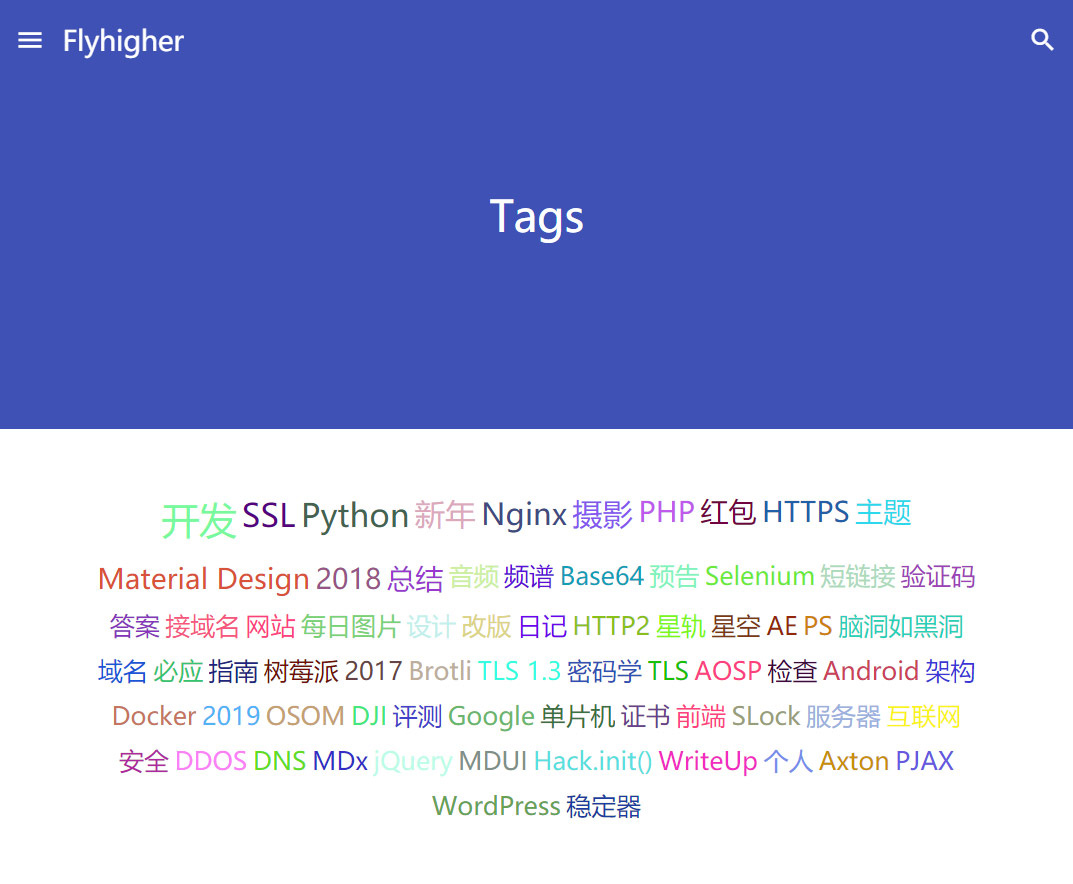 Flyhigher
Tags
开发 SSL Python 新年 Nginx 摄影 PHP 红包 HTTPS 主题
Material Design 2018 总结 音频 频谱 Base64 预告 Selenium 短链接 验证码
答案 接域名 网站 每日图片 设计 改版 日记 HTTP2 星轨 星空 AE PS 脑洞如黑洞
域名 必应 指南 树莓派 2017 Brotli TLS 1.3 密码学 TLS AOSP 检查 Android 架构
Docker 2019 OSOM DJI 评测 Google 单片机 证书 前端 SLock 服务器 互联网
安全 DDOS DNS MDx jQuery MDUI Hack.init() WriteUp 个人 Axton PJAX
WordPress 稳定器